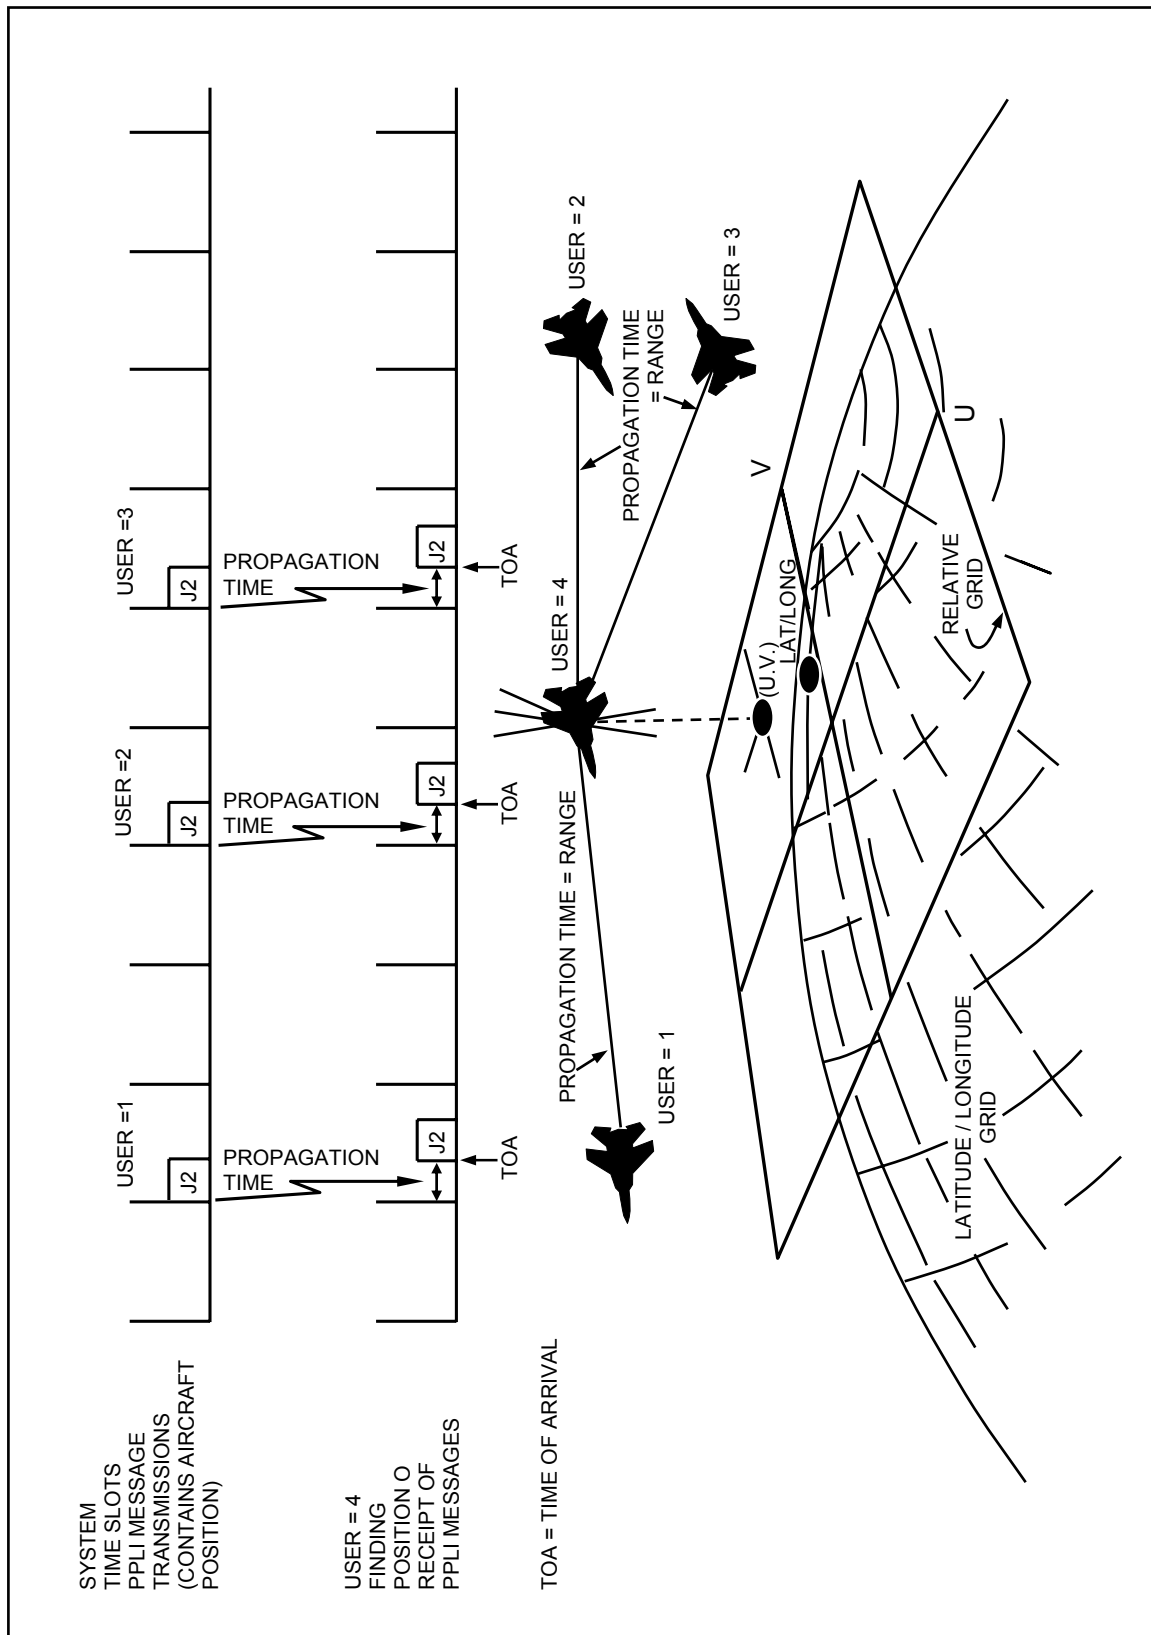 SYSTEM
TIME SLOTS
PPLI MESSAGE
TRANSMISSIONS
(CONTAINS AIRCRAFT
POSITION)
USER =1
J2
USER =2
J2
USER =3
J2
PROPAGATION
TIME
PROPAGATION
TIME
PROPAGATION
TIME
USER = 4
FINDING
POSITION O
RECEIPT OF
PPLI MESSAGES
J2
TOA
J2
TOA
J2
TOA
TOA = TIME OF ARRIVAL
USER = 1
PROPAGATION TIME = RANGE
USER = 4
USER = 2
PROPAGATION TIME
= RANGE
USER = 3
V
(U.V.)
LAT/LONG
U
RELATIVE
GRID
LATITUDE / LONGITUDE
GRID